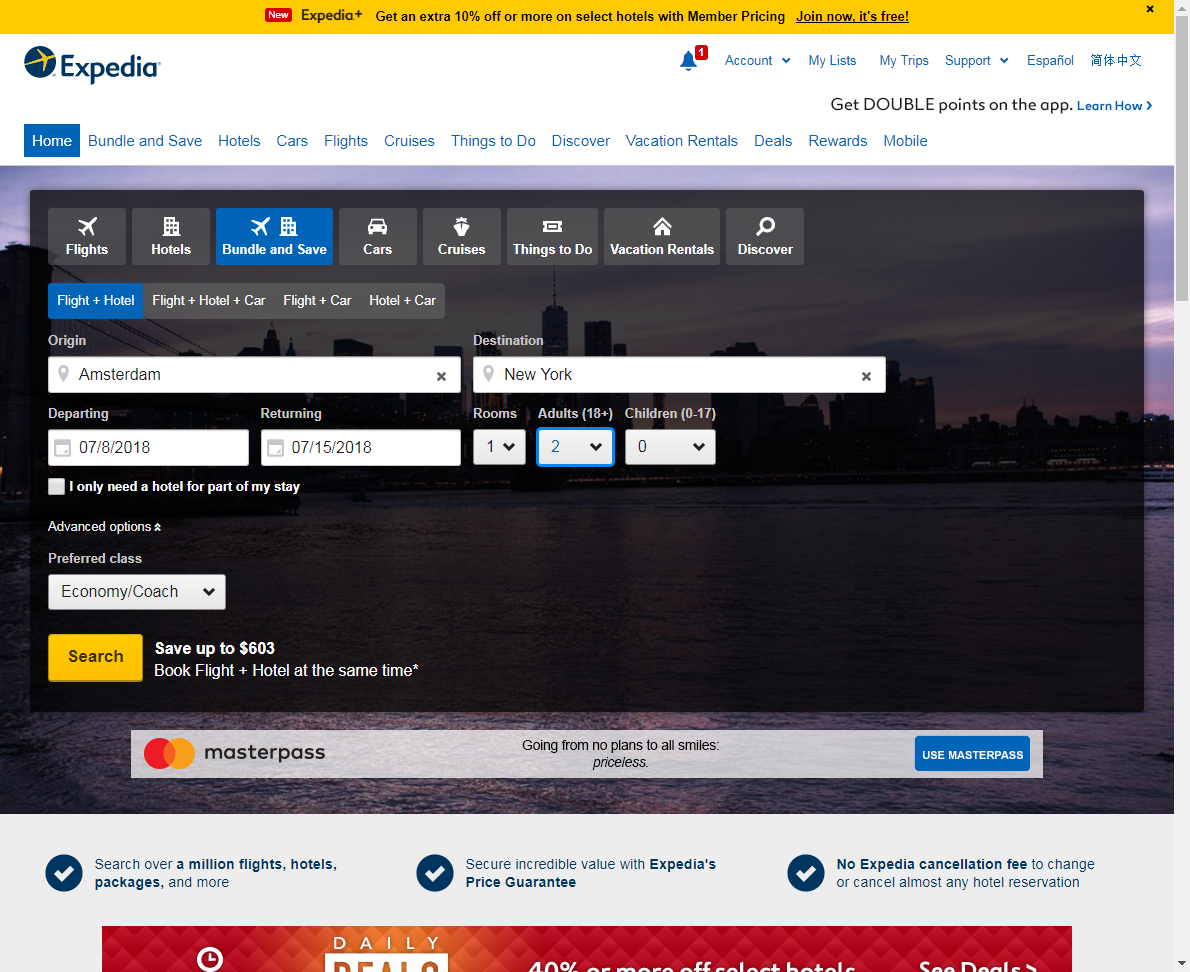 New Expedia+ Get an extra 10% off or more on select hotels with Member Pricing Join now, it's free!
Expedia
1 Account My Lists My Trips Support Español 简体中文
Get DOUBLE points on the app. Learn How
Home Bundle and Save Hotels Cars Flights Cruises Things to Do Discover Vacation Rentals Deals Rewards Mobile
Flights Hotels Bundle and Save Cars Cruises Things to Do Vacation Rentals Discover
Flight + Hotel Flight + Hotel + Car Flight + Car Hotel + Car
Origin Destination
Amsterdam New York
Departing Returning Rooms Adults (18+) Children (0-17)
07/8/2018 07/15/2018 1 2 0
I only need a hotel for part of my stay
Advanced options
Preferred class
Economy/Coach
Search
Save up to $603
Book Flight + Hotel at the same time*
masterpass
Going from no plans to all smiles:
priceless.
USE MASTERPASS
Search over a million flights, hotels,
packages, and more
Secure incredible value with Expedia's
Price Guarantee
No Expedia cancellation fee to change
or cancel almost any hotel reservation
DAILY
DEALS
40% or more off select hotels
See Deals >